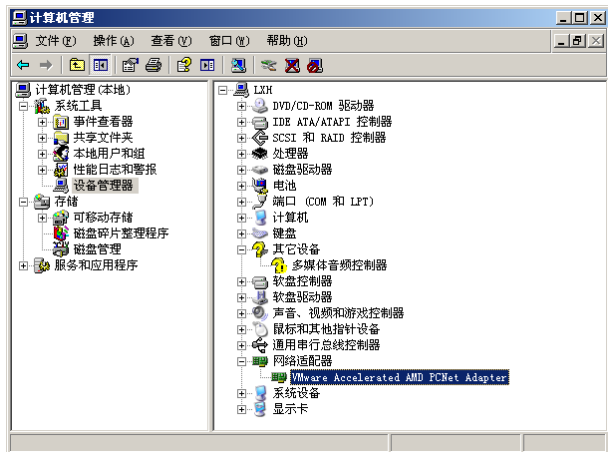 计算机管理
文件(F) 操作(A) 查看(V) 窗口(W) 帮助(H)
计算机管理(本地)
系统工具
事件查看器
共享文件夹
本地用户和组
性能日志和警报
设备管理器
存储
可移动存储
磁盘碎片整理程序
磁盘管理
服务和应用程序
LXH
DVD/CD-ROM 驱动器
IDE ATA/ATAPI 控制器
SCSI 和 RAID 控制器
处理器
磁盘驱动器
电池
端口 (COM 和 LPT)
计算机
键盘
其它设备
多媒体音频控制器
软盘控制器
软盘驱动器
声音、视频和游戏控制器
鼠标和其他指针设备
通用串行总线控制器
网络适配器
VMware Accelerated AMD PCNet Adapter
系统设备
显示卡